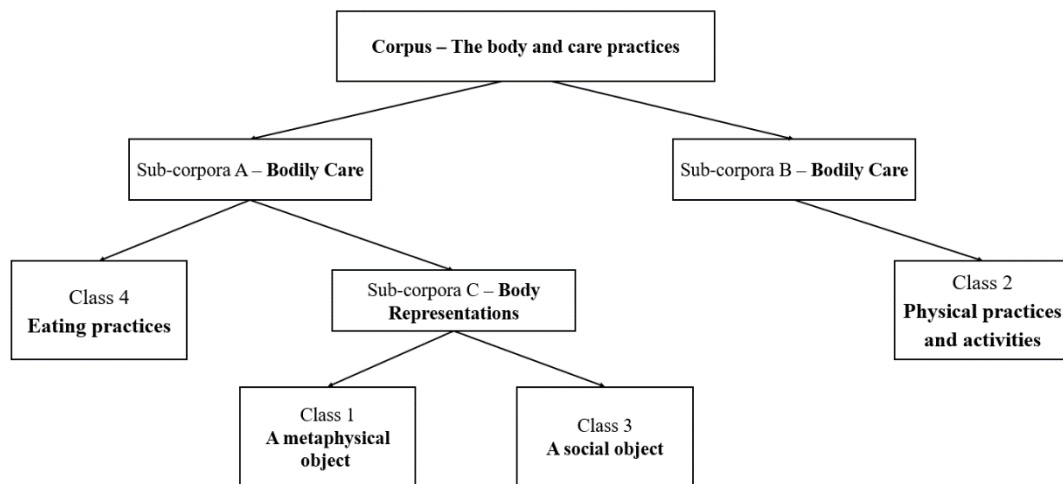 Corpus – The body and care practices
Sub-corpora A – Bodily Care
Sub-corpora B – Bodily Care
Class 4
Eating practices
Sub-corpora C – Body
Representations
Class 2
Physical practices
and activities
Class 1
A metaphysical
object
Class 3
A social object